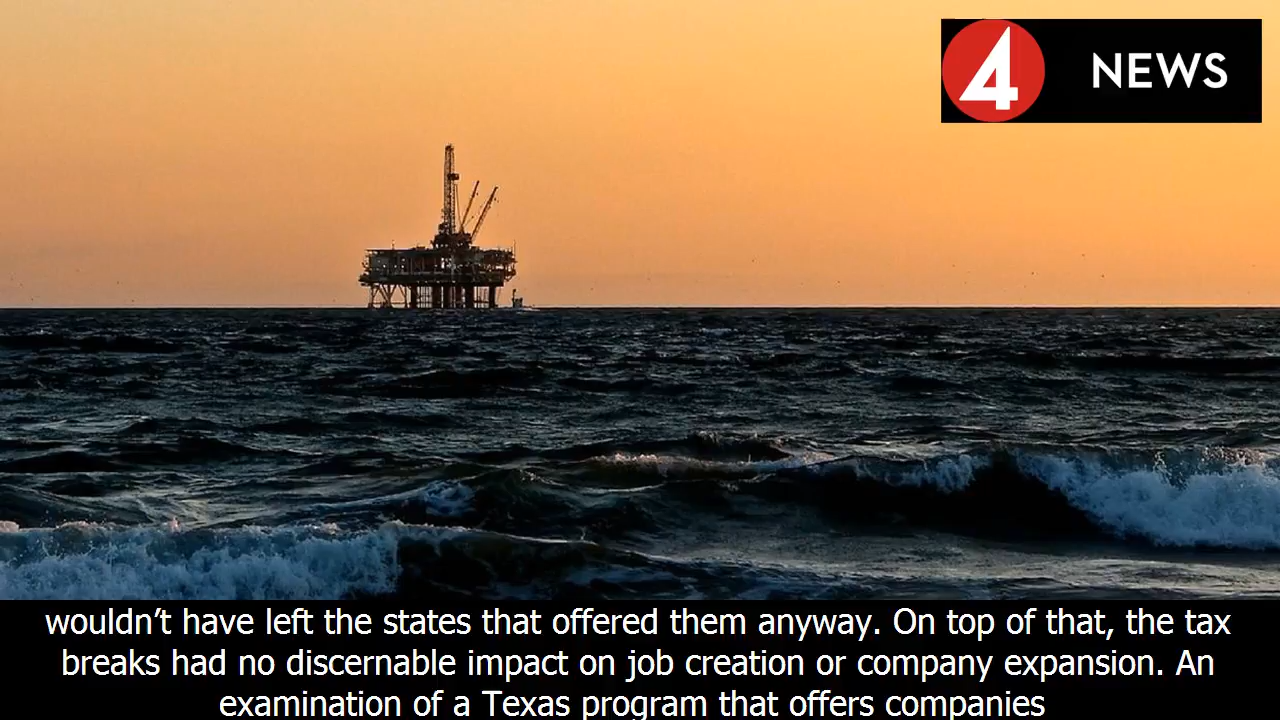 4 NEWS
wouldn’t have left the states that offered them anyway. On top of that, the tax
breaks had no discernable impact on job creation or company expansion. An
examination of a Texas program that offers companies